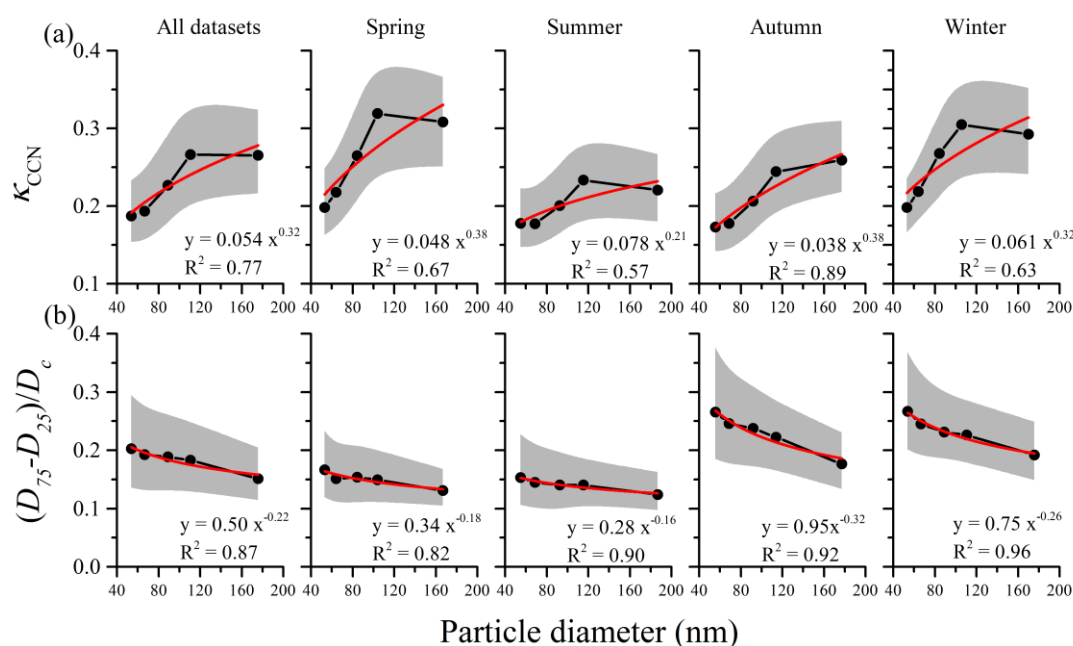 (a)
All datasets
Spring
Summer
Autumn
Winter
0.4
0.3
0.2
0.1
κCCN
y = 0.054 x^0.32
R² = 0.77
y = 0.048 x^0.38
R² = 0.67
y = 0.078 x^0.21
R² = 0.57
y = 0.038 x^0.38
R² = 0.89
y = 0.061 x^0.32
R² = 0.63
40 80 120 160 200
40 80 120 160 200
40 80 120 160 200
40 80 120 160 200
40 80 120 160 200
(b)
0.4
0.3
0.2
0.1
0.0
(D75-D25)/Dc
y = 0.50 x^-0.22
R² = 0.87
y = 0.34 x^-0.18
R² = 0.82
y = 0.28 x^-0.16
R² = 0.90
y = 0.95x^-0.32
R² = 0.92
y = 0.75 x^-0.26
R² = 0.96
40 80 120 160 200
40 80 120 160 200
40 80 120 160 200
40 80 120 160 200
40 80 120 160 200
Particle diameter (nm)